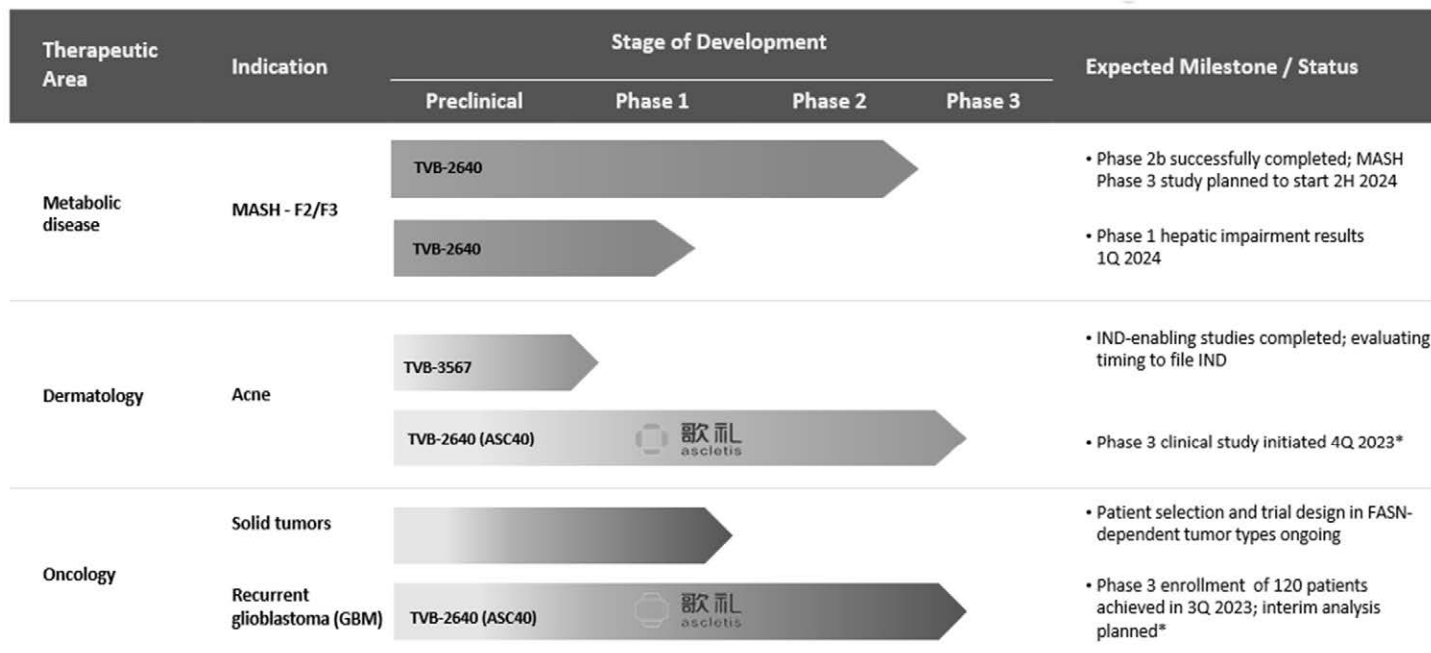 Therapeutic
Area
Indication
Stage of Development
Preclinical
Phase 1
Phase 2
Phase 3
Expected Milestone / Status
Metabolic
disease
MASH - F2/F3
TVB-2640
• Phase 2b successfully completed; MASH
Phase 3 study planned to start 2H 2024
TVB-2640
• Phase 1 hepatic impairment results
1Q 2024
Dermatology
Acne
TVB-3567
• IND-enabling studies completed; evaluating
timing to file IND
TVB-2640 (ASC40)
歌礼
ascletis
• Phase 3 clinical study initiated 4Q 2023*
Oncology
Solid tumors
• Patient selection and trial design in FASN-
dependent tumor types ongoing
Recurrent
glioblastoma (GBM)
TVB-2640 (ASC40)
歌礼
ascletis
• Phase 3 enrollment of 120 patients
achieved in 3Q 2023; interim analysis
planned*